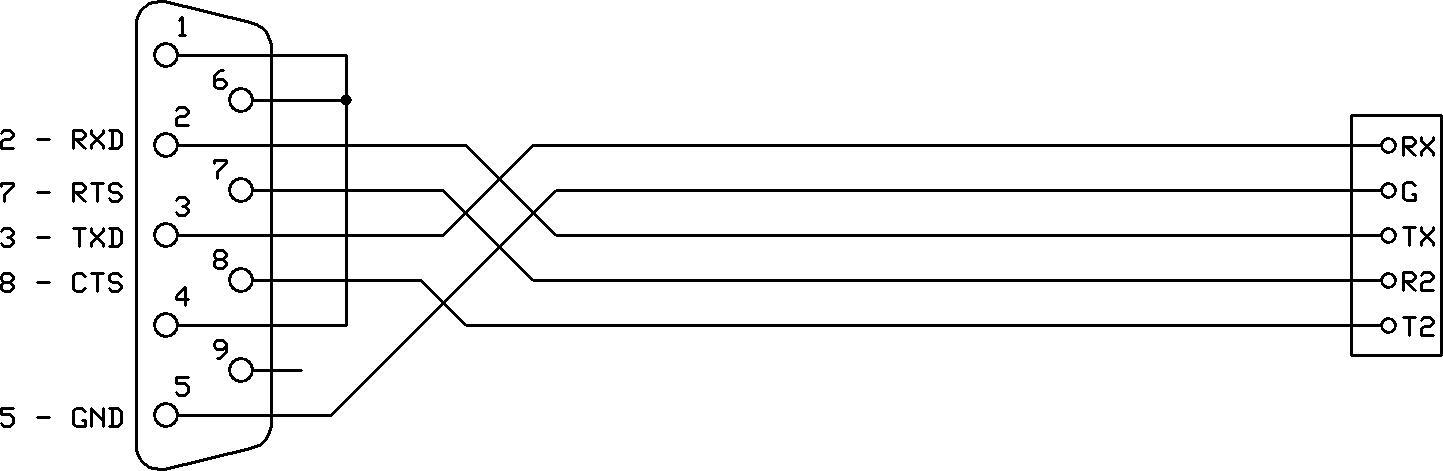 1
6
2
2 - RXD
RX
7
7 - RTS
G
3
3 - TXD
TX
8
8 - CTS
R2
4
T2
9
5
5 - GND